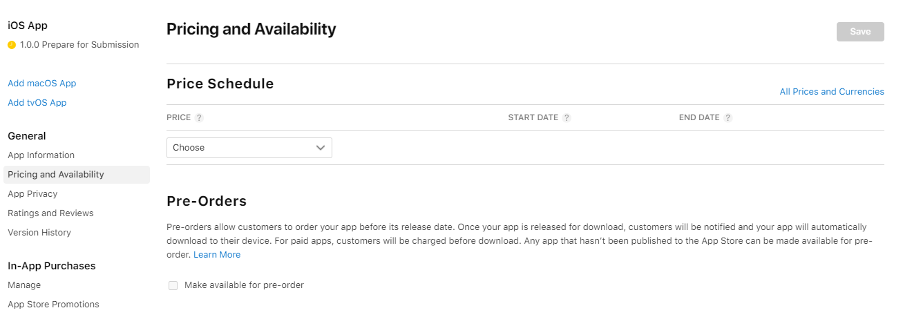 iOS App
1.0.0 Prepare for Submission
Add macOS App
Add tvOS App
General
App Information
Pricing and Availability
App Privacy
Ratings and Reviews
Version History
In-App Purchases
Manage
App Store Promotions
Pricing and Availability
Save
Price Schedule
All Prices and Currencies
PRICE ? START DATE ? END DATE ?
Choose
Pre-Orders
Pre-orders allow customers to order your app before its release date. Once your app is released for download, customers will be notified and your app will automatically
download to their device. For paid apps, customers will be charged before download. Any app that hasn't been published to the App Store can be made available for pre-
order. Learn More
Make available for pre-order